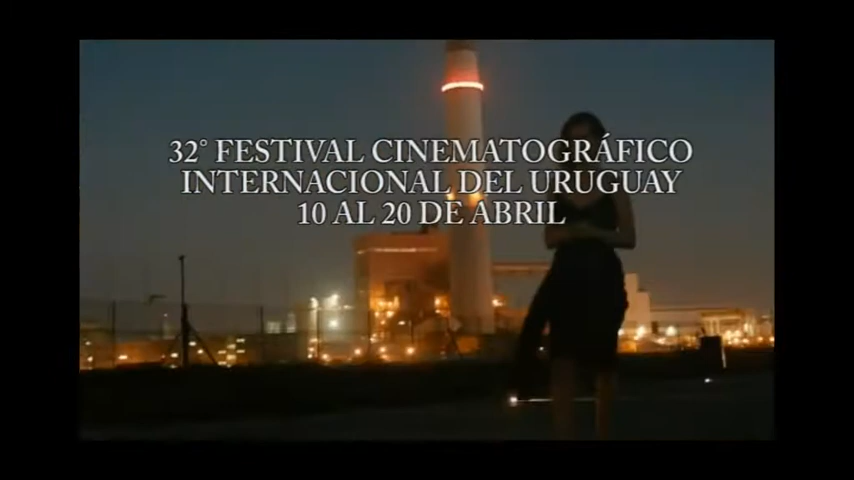 32° FESTIVAL CINEMATOGRÁFICO
INTERNACIONAL DEL URUGUAY
10 AL 20 DE ABRIL